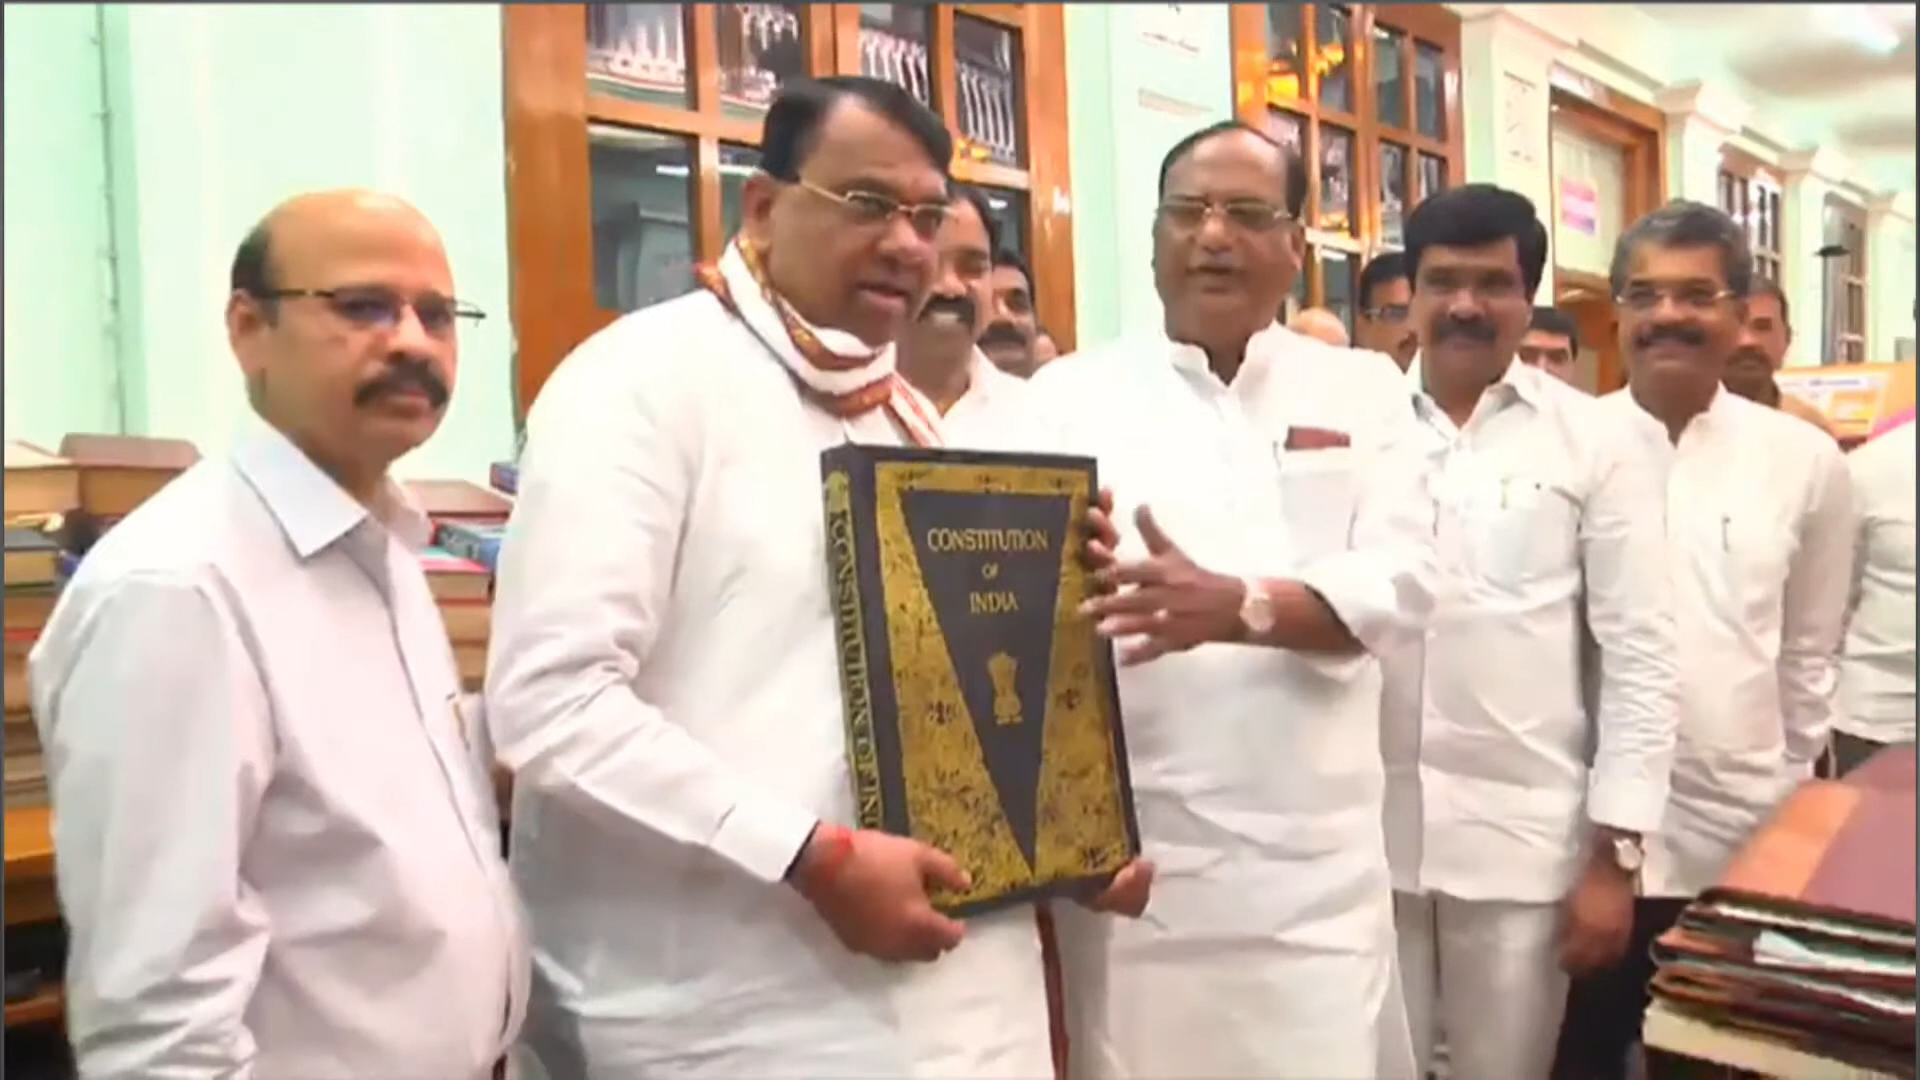 CONSTITUTION
OF
INDIA
CONSTITUTION OF INDIA